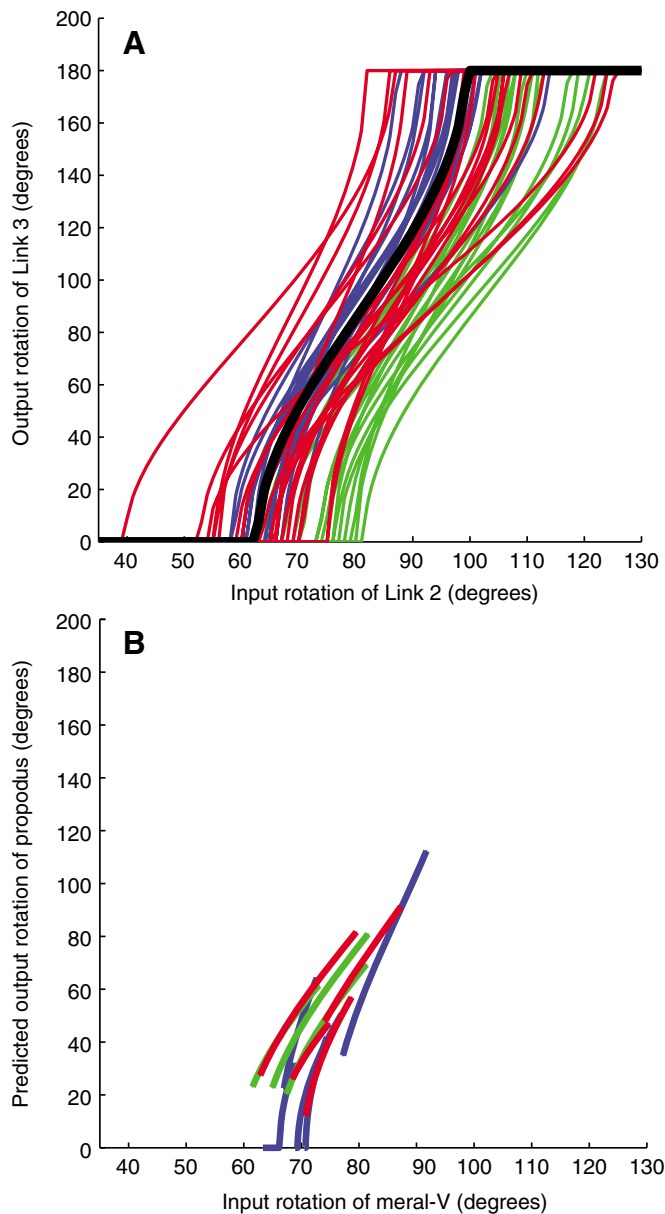 A
200
180
160
140
120
100
80
60
40
20
0
Output rotation of Link 3 (degrees)
40 50 60 70 80 90 100 110 120 130
Input rotation of Link 2 (degrees)
B
200
180
160
140
120
100
80
60
40
20
0
Predicted output rotation of propodus (degrees)
40 50 60 70 80 90 100 110 120 130
Input rotation of meral-V (degrees)